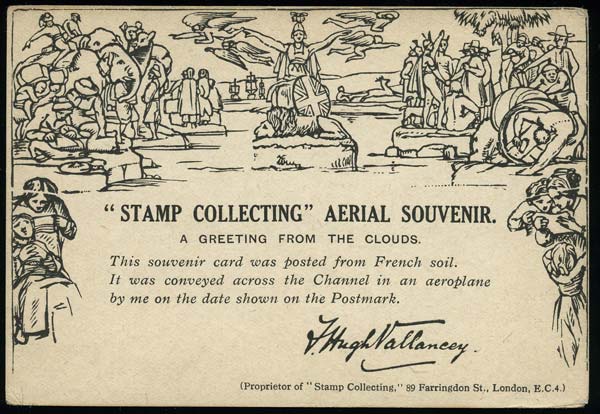 "STAMP COLLECTING" AERIAL SOUVENIR.
A GREETING FROM THE CLOUDS.
This souvenir card was posted from French soil.
It was conveyed across the Channel in an aeroplane
by me on the date shown on the Postmark.
F. Hugh Vallancey.
(Proprietor of "Stamp Collecting," 89 Farringdon St., London, E.C.4.)